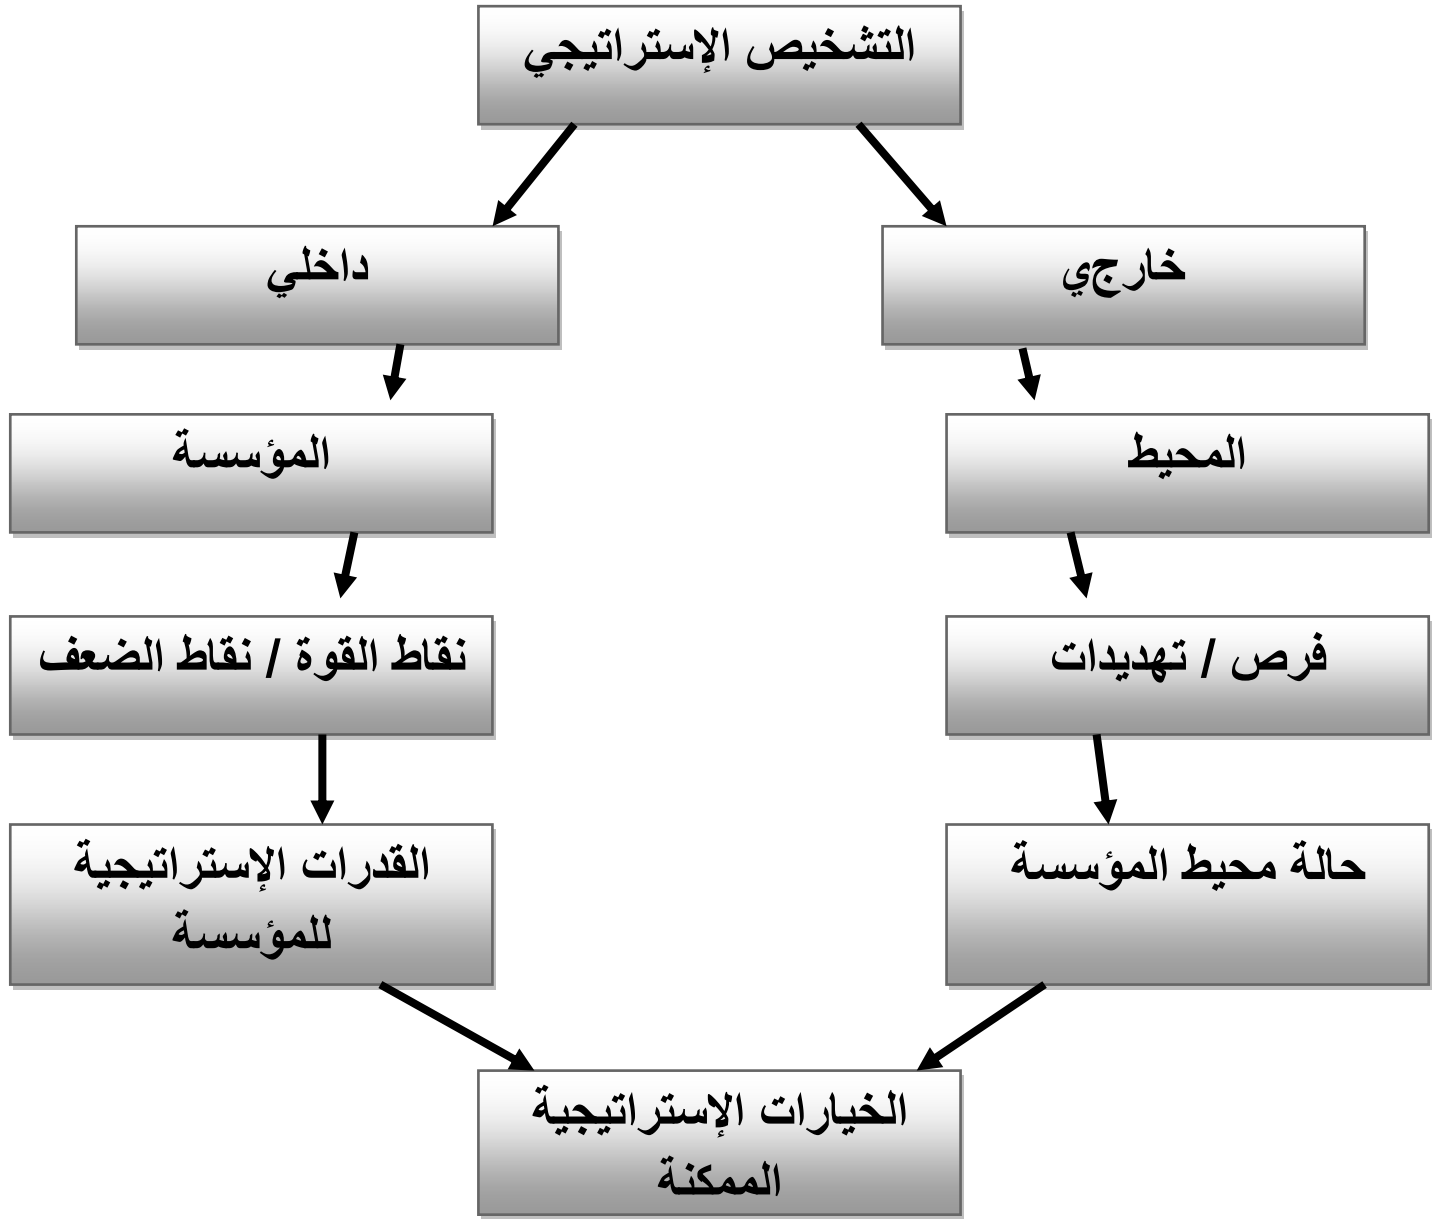 التشخيص الإستراتيجي
خارجي
داخلي
المحيط
المؤسسة
فرص / تهديدات
نقاط القوة / نقاط الضعف
حالة محيط المؤسسة
القدرات الإستراتيجية
للمؤسسة
الخيارات الإستراتيجية
الممكنة